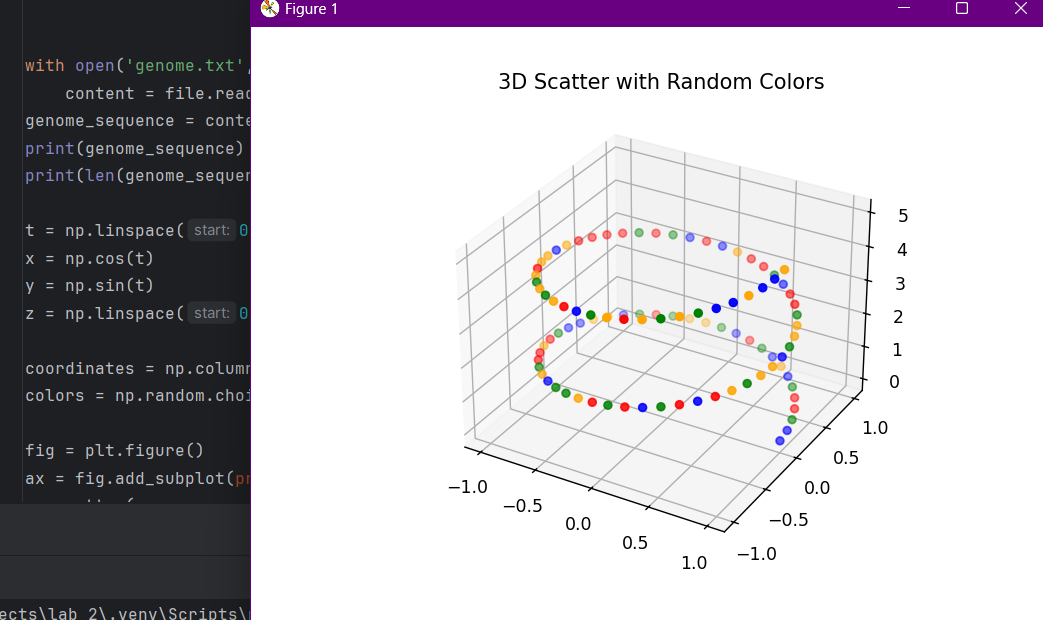 Figure 1
with open('genome.txt',
content = file.read
genome_sequence = conte
print(genome_sequence)
print(len(genome_sequen
t = np.linspace( start: 0
x = np.cos(t)
y = np.sin(t)
z = np.linspace( start: 0
coordinates = np.column
colors = np.random.choi
fig = plt.figure()
ax = fig.add_subplot(pr
ects\lab 2\.venv\Scripts\
3D Scatter with Random Colors
5
4
3
2
1
0
1.0
0.5
0.0
−0.5
−1.0
−1.0
−0.5
0.0
0.5
1.0